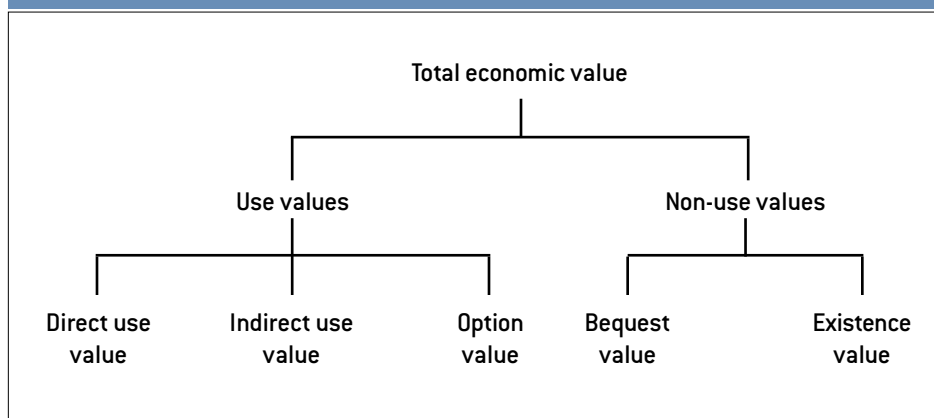 Total economic value
Use values
Non-use values
Direct use
value
Indirect use
value
Option
value
Bequest
value
Existence
value